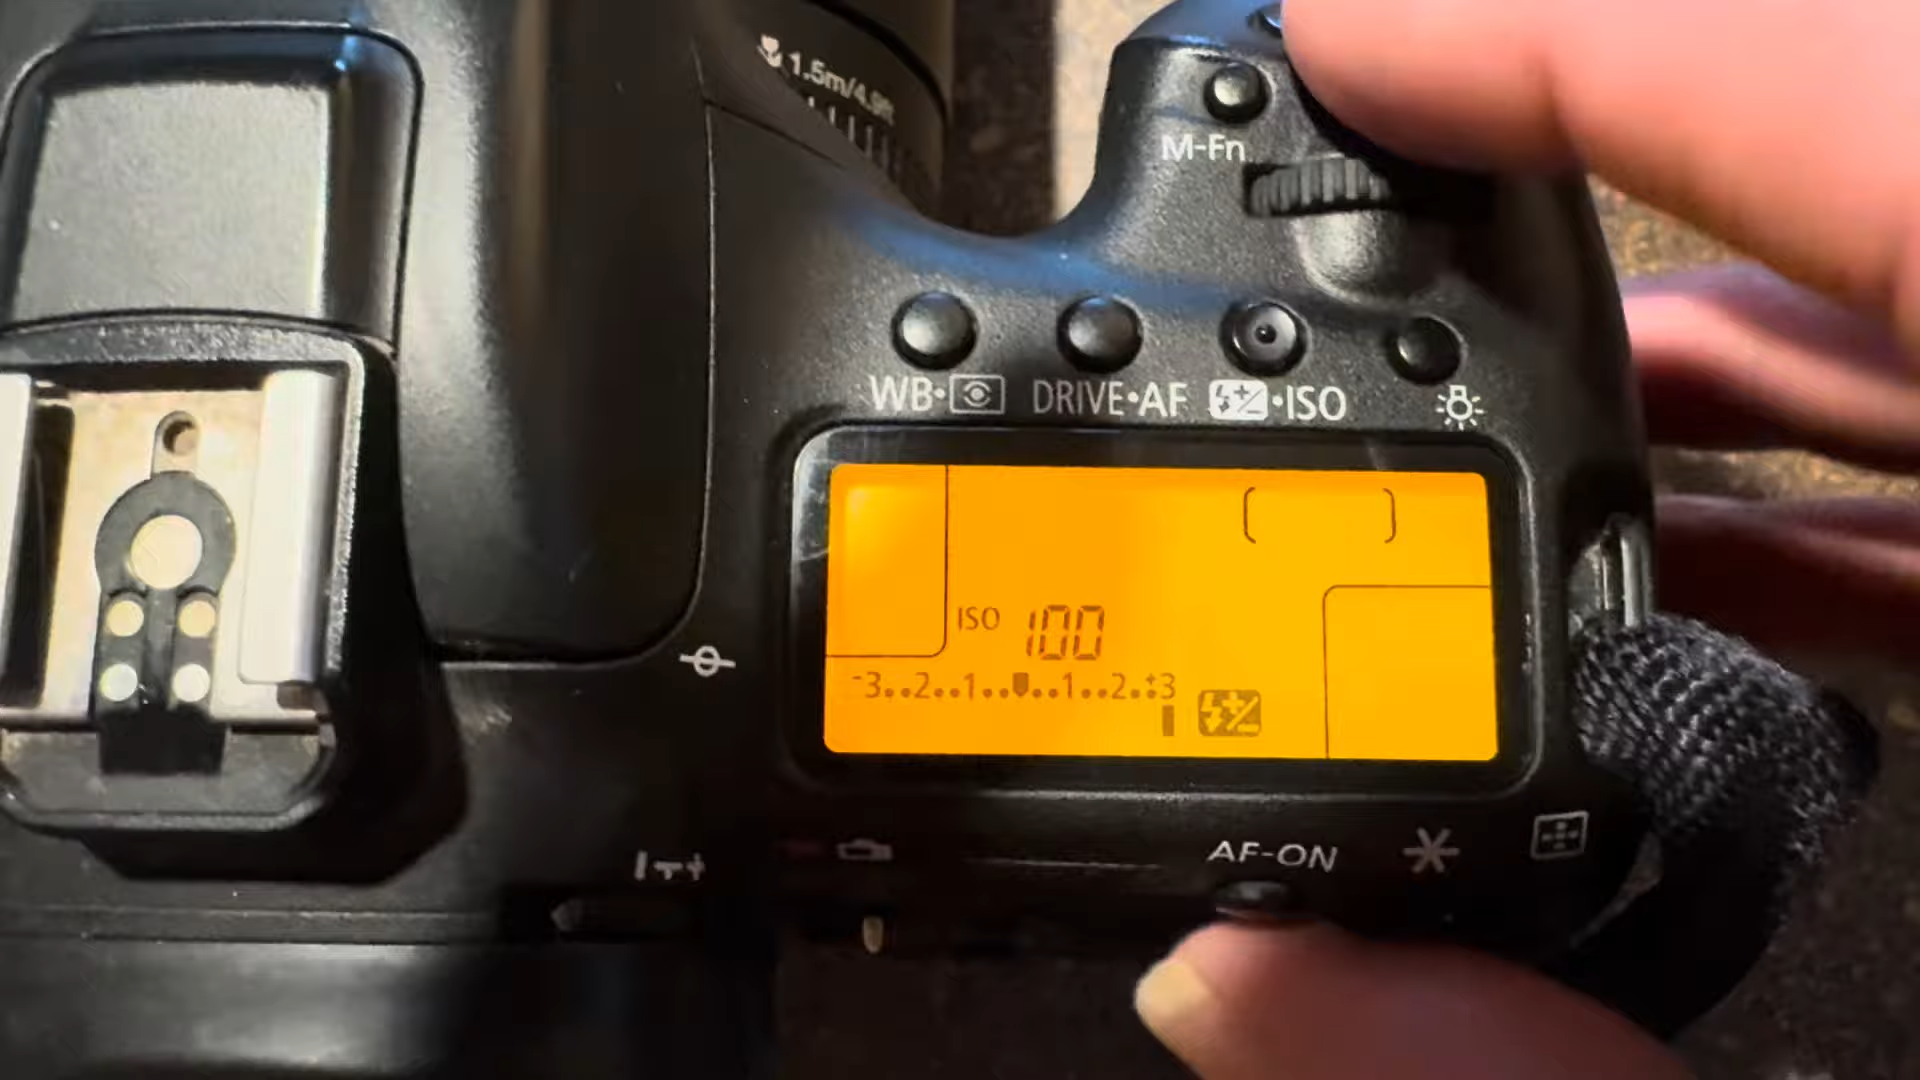 1.5m/4.9ft
M-Fn
WB• DRIVE•AF •ISO
ISO 100
-3..2..1..0..1..2.+3
AF-ON